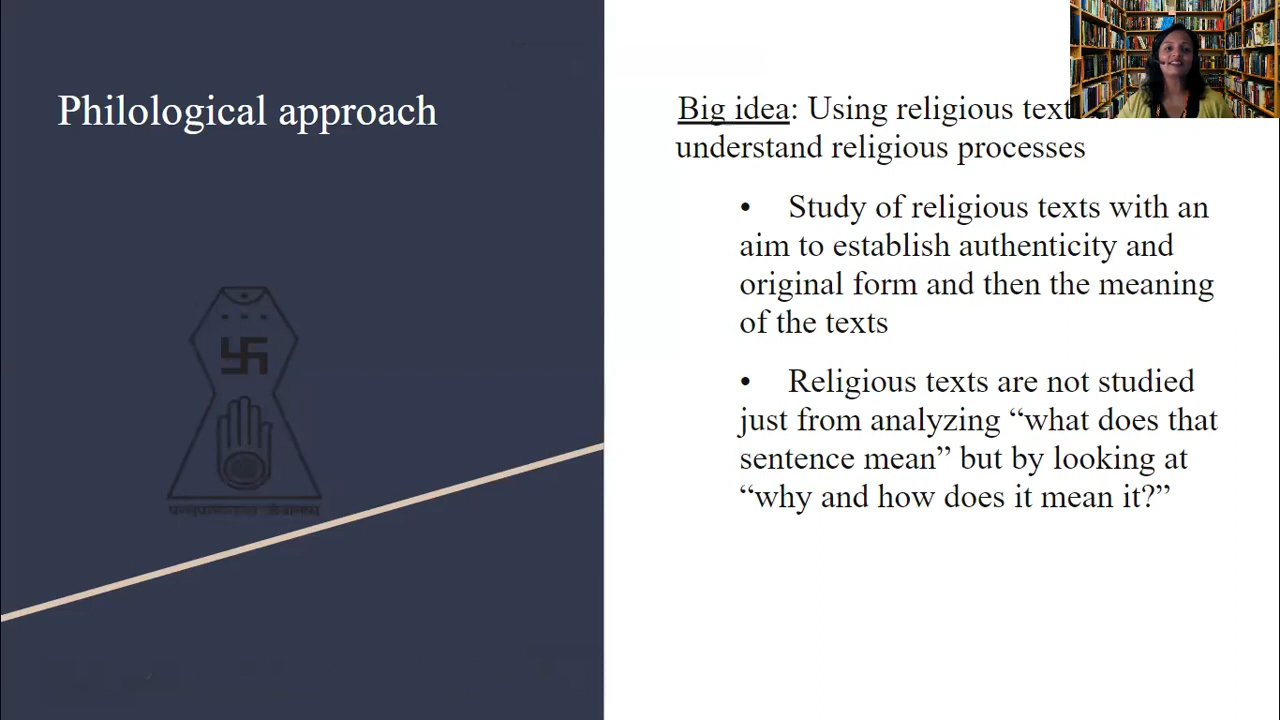 Philological approach
Big idea: Using religious
understand religious processes
• Study of religious texts with an
aim to establish authenticity and
original form and then the meaning
of the texts
• Religious texts are not studied
just from analyzing “what does that
sentence mean” but by looking at
“why and how does it mean it?”